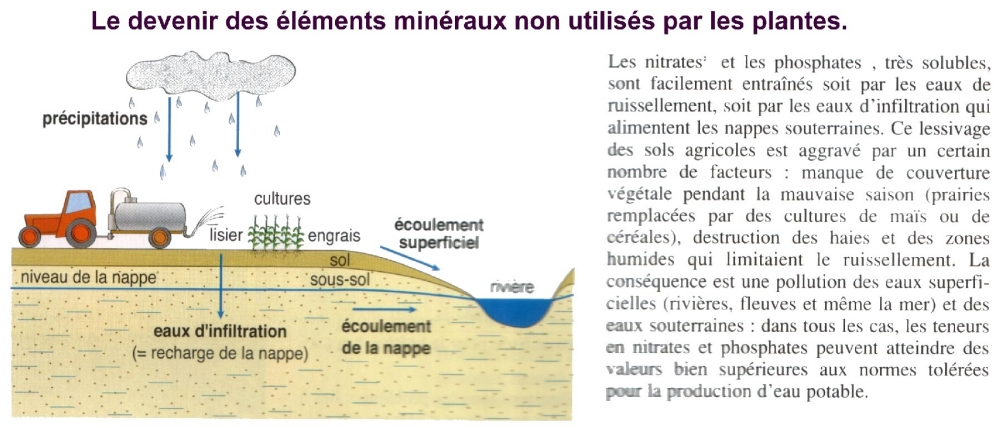 Le devenir des éléments minéraux non utilisés par les plantes.
précipitations
cultures
lisier
engrais
écoulement
superficiel
sol
niveau de la nappe
sous-sol
rivière
eaux d'infiltration
(= recharge de la nappe)
écoulement
de la nappe
Les nitrates² et les phosphates , très solubles,
sont facilement entraînés soit par les eaux de
ruissellement, soit par les eaux d'infiltration qui
alimentent les nappes souterraines. Ce lessivage
des sols agricoles est aggravé par un certain
nombre de facteurs : manque de couverture
végétale pendant la mauvaise saison (prairies
remplacées par des cultures de maïs ou de
céréales), destruction des haies et des zones
humides qui limitaient le ruissellement. La
conséquence est une pollution des eaux superfi-
cielles (rivières, fleuves et même la mer) et des
eaux souterraines : dans tous les cas, les teneurs
en nitrates et phosphates peuvent atteindre des
valeurs bien supérieures aux normes tolérées
pour la production d'eau potable.